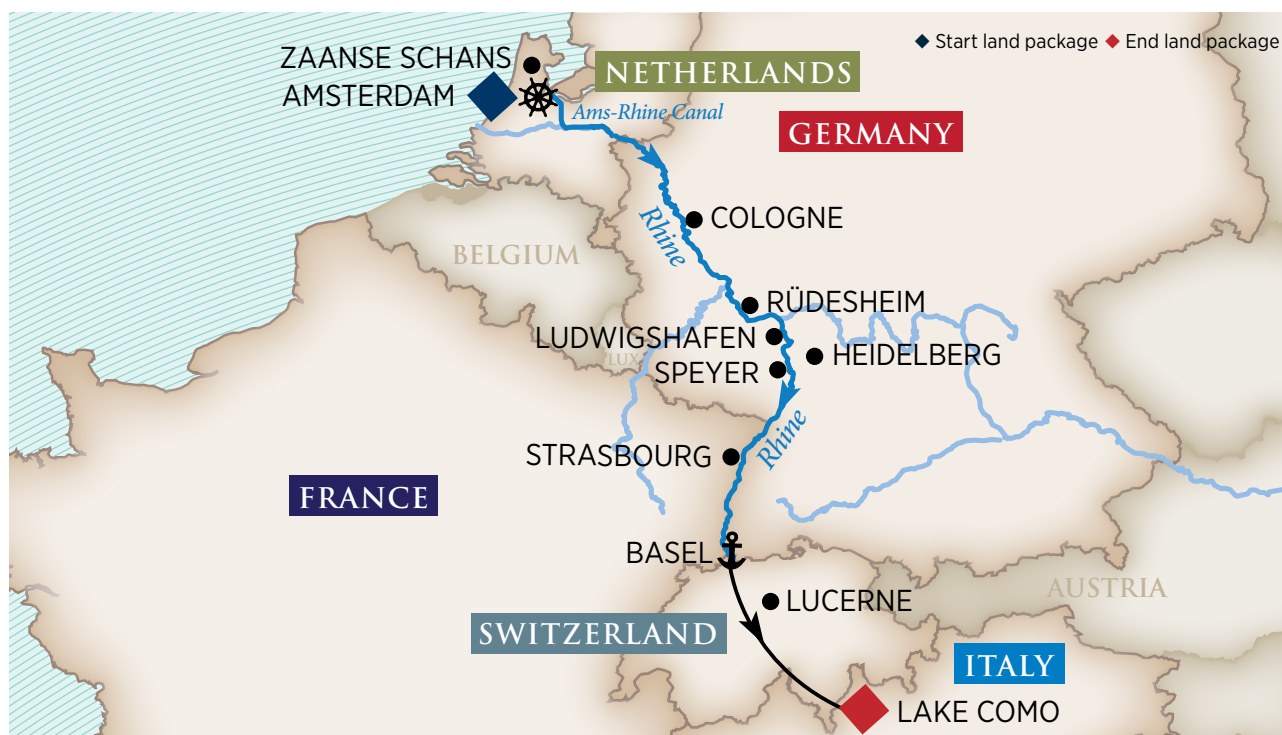 ◆ Start land package ◆ End land package
ZAANSE SCHANS
NETHERLANDS
AMSTERDAM
Ams-Rhine Canal
GERMANY
Rhine
COLOGNE
BELGIUM
RÜDESHEIM
LUDWIGSHAFEN
LUX
HEIDELBERG
SPEYER
Rhine
STRASBOURG
FRANCE
BASEL
AUSTRIA
LUCERNE
SWITZERLAND
ITALY
LAKE COMO